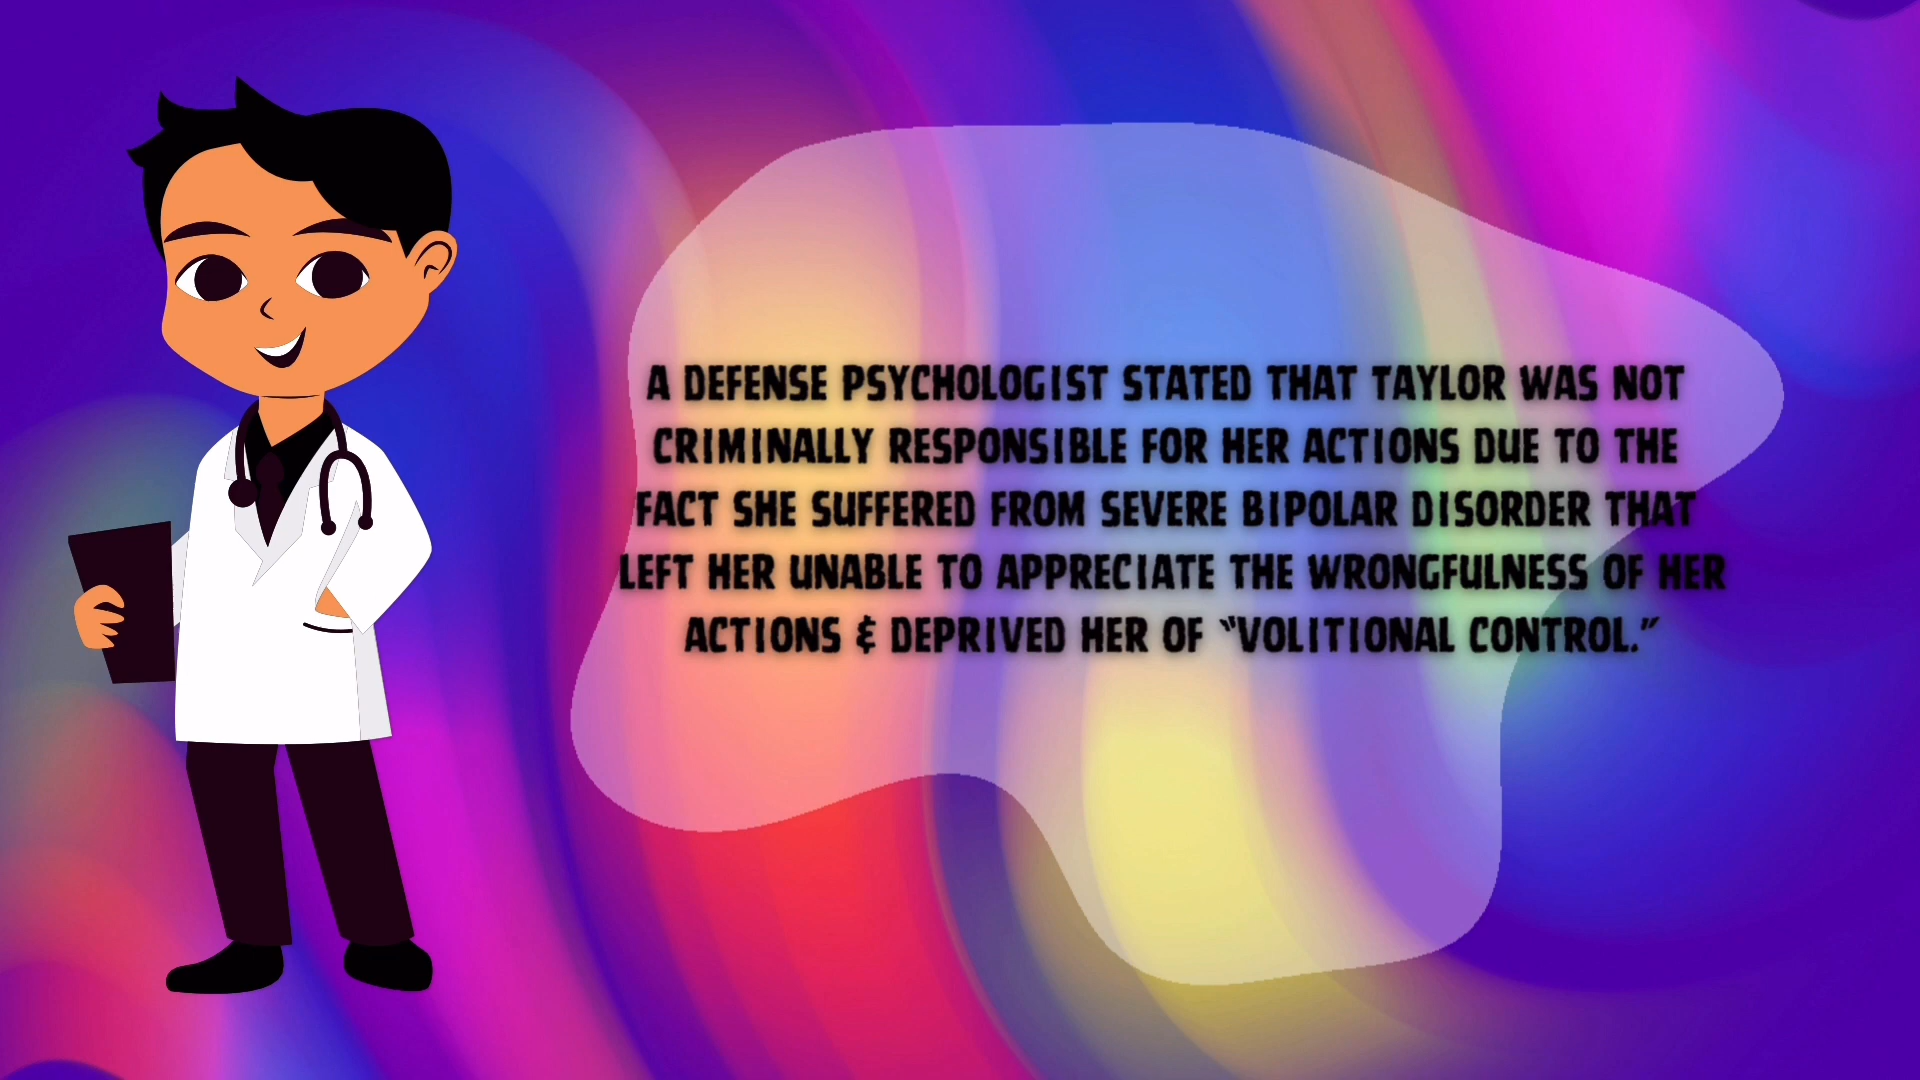 A DEFENSE PSYCHOLOGIST STATED THAT TAYLOR WAS NOT
CRIMINALLY RESPONSIBLE FOR HER ACTIONS DUE TO THE
FACT SHE SUFFERED FROM SEVERE BIPOLAR DISORDER THAT
LEFT HER UNABLE TO APPRECIATE THE WRONGFULNESS OF HER
ACTIONS & DEPRIVED HER OF “VOLITIONAL CONTROL.”